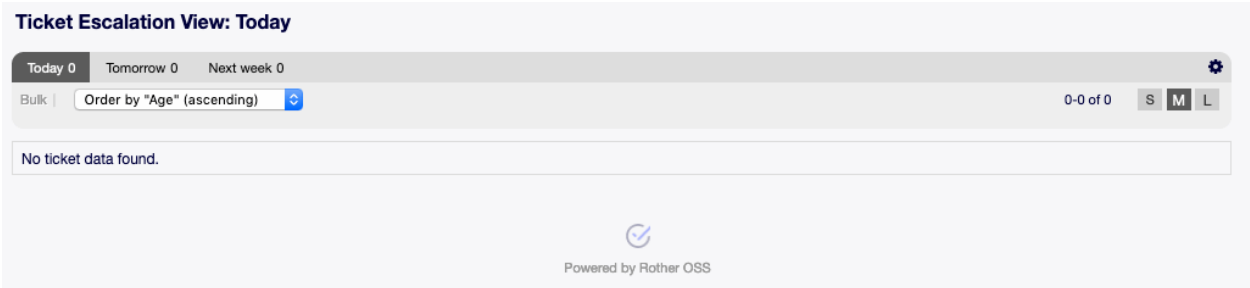 Ticket Escalation View: Today
Today 0 Tomorrow 0 Next week 0
Bulk | Order by "Age" (ascending) 0-0 of 0 S M L
No ticket data found.
Powered by Rother OSS